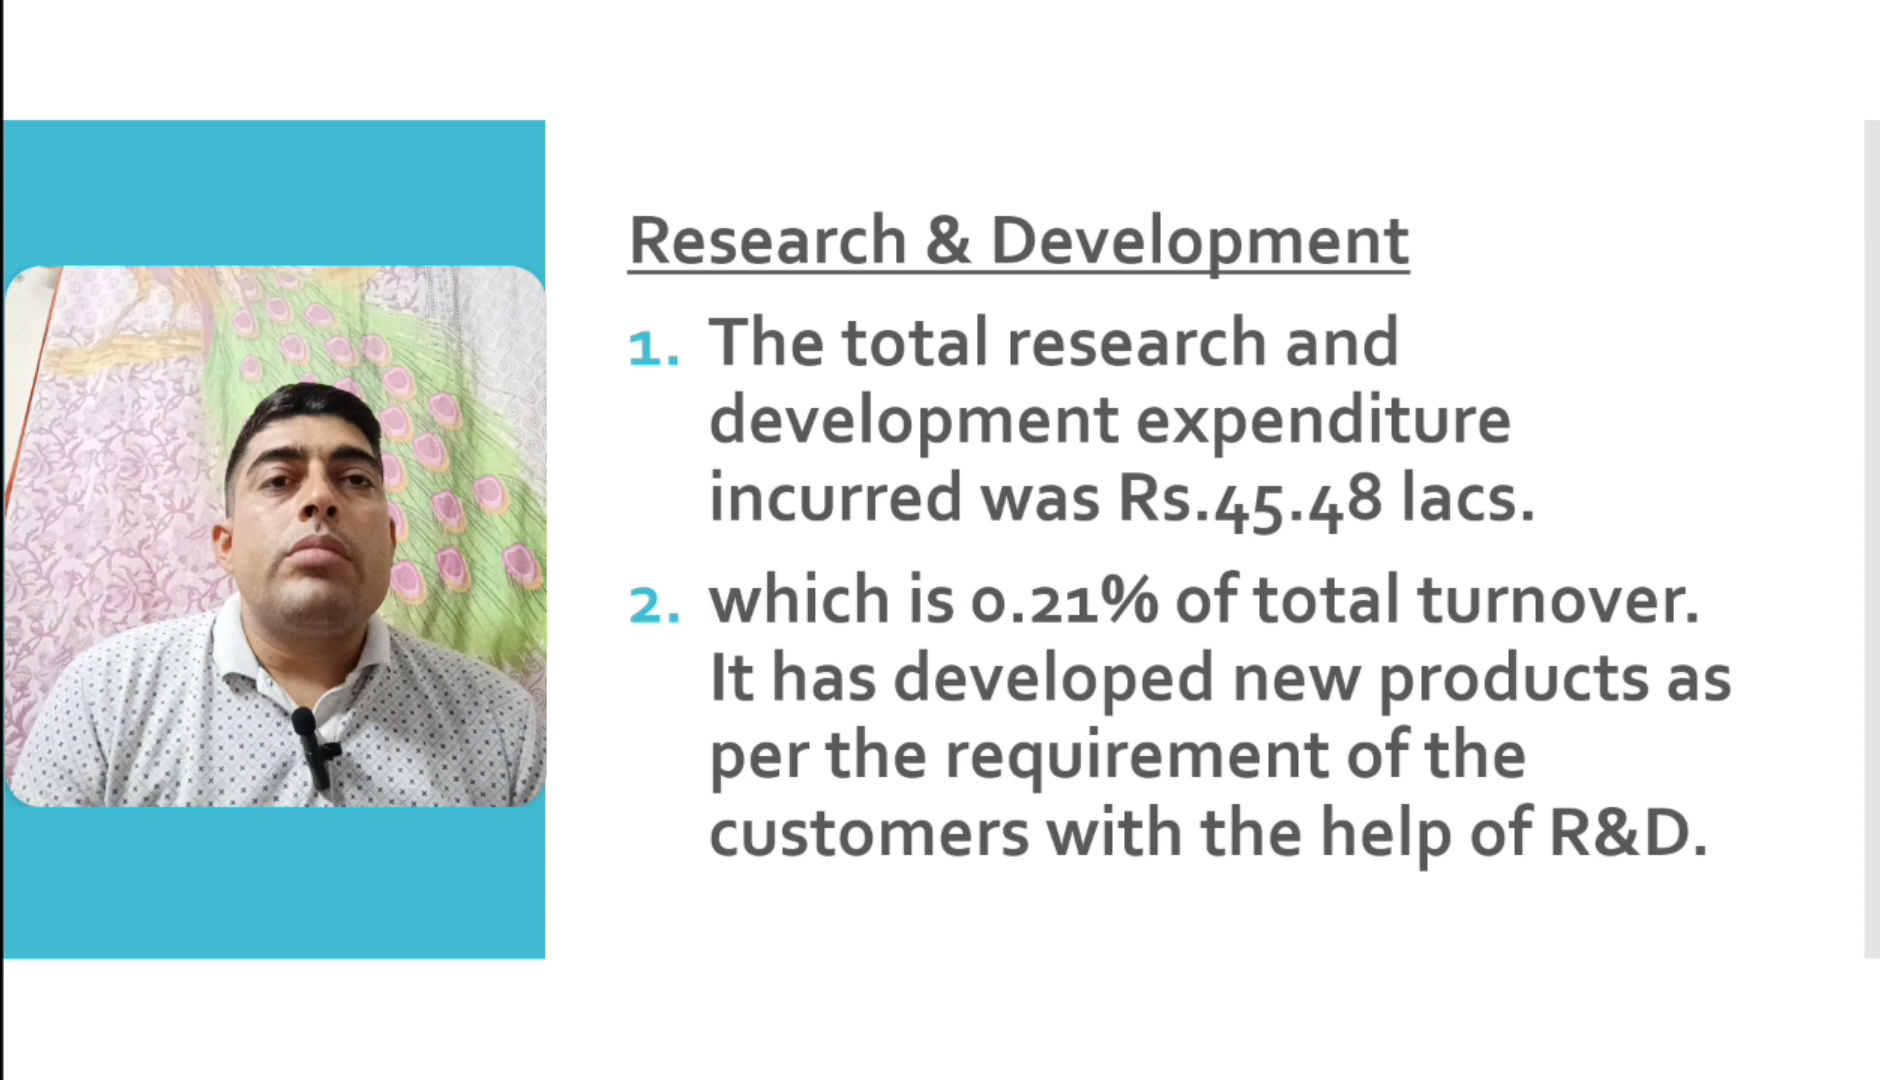 Research & Development
1. The total research and
development expenditure
incurred was Rs.45.48 lacs.
2. which is 0.21% of total turnover.
It has developed new products as
per the requirement of the
customers with the help of R&D.